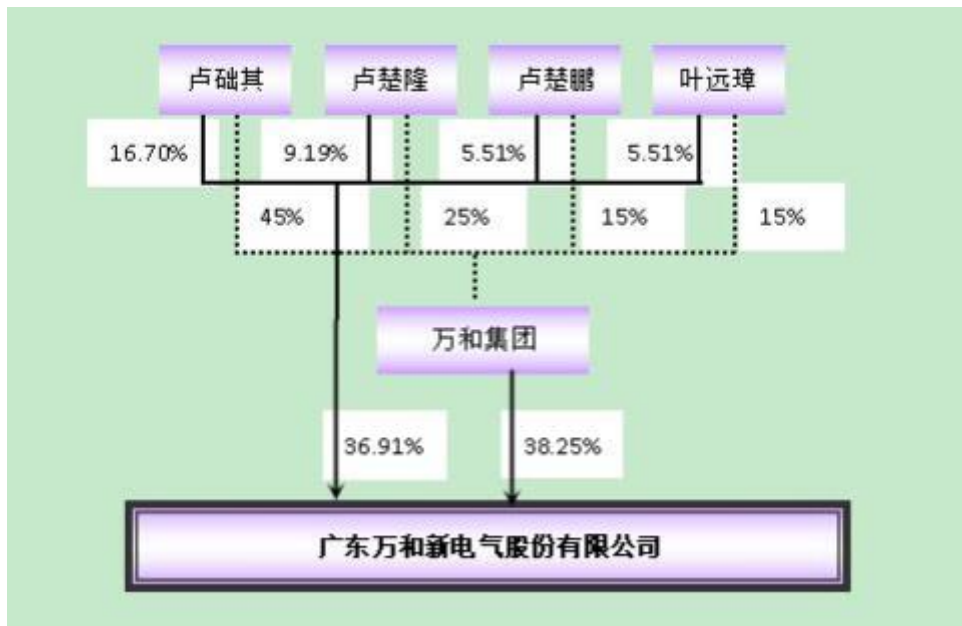 卢础其 卢楚隆 卢楚鹏 叶远璋
16.70% 9.19% 5.51% 5.51%
45% 25% 15% 15%
万和集团
36.91% 38.25%
广东万和新电气股份有限公司